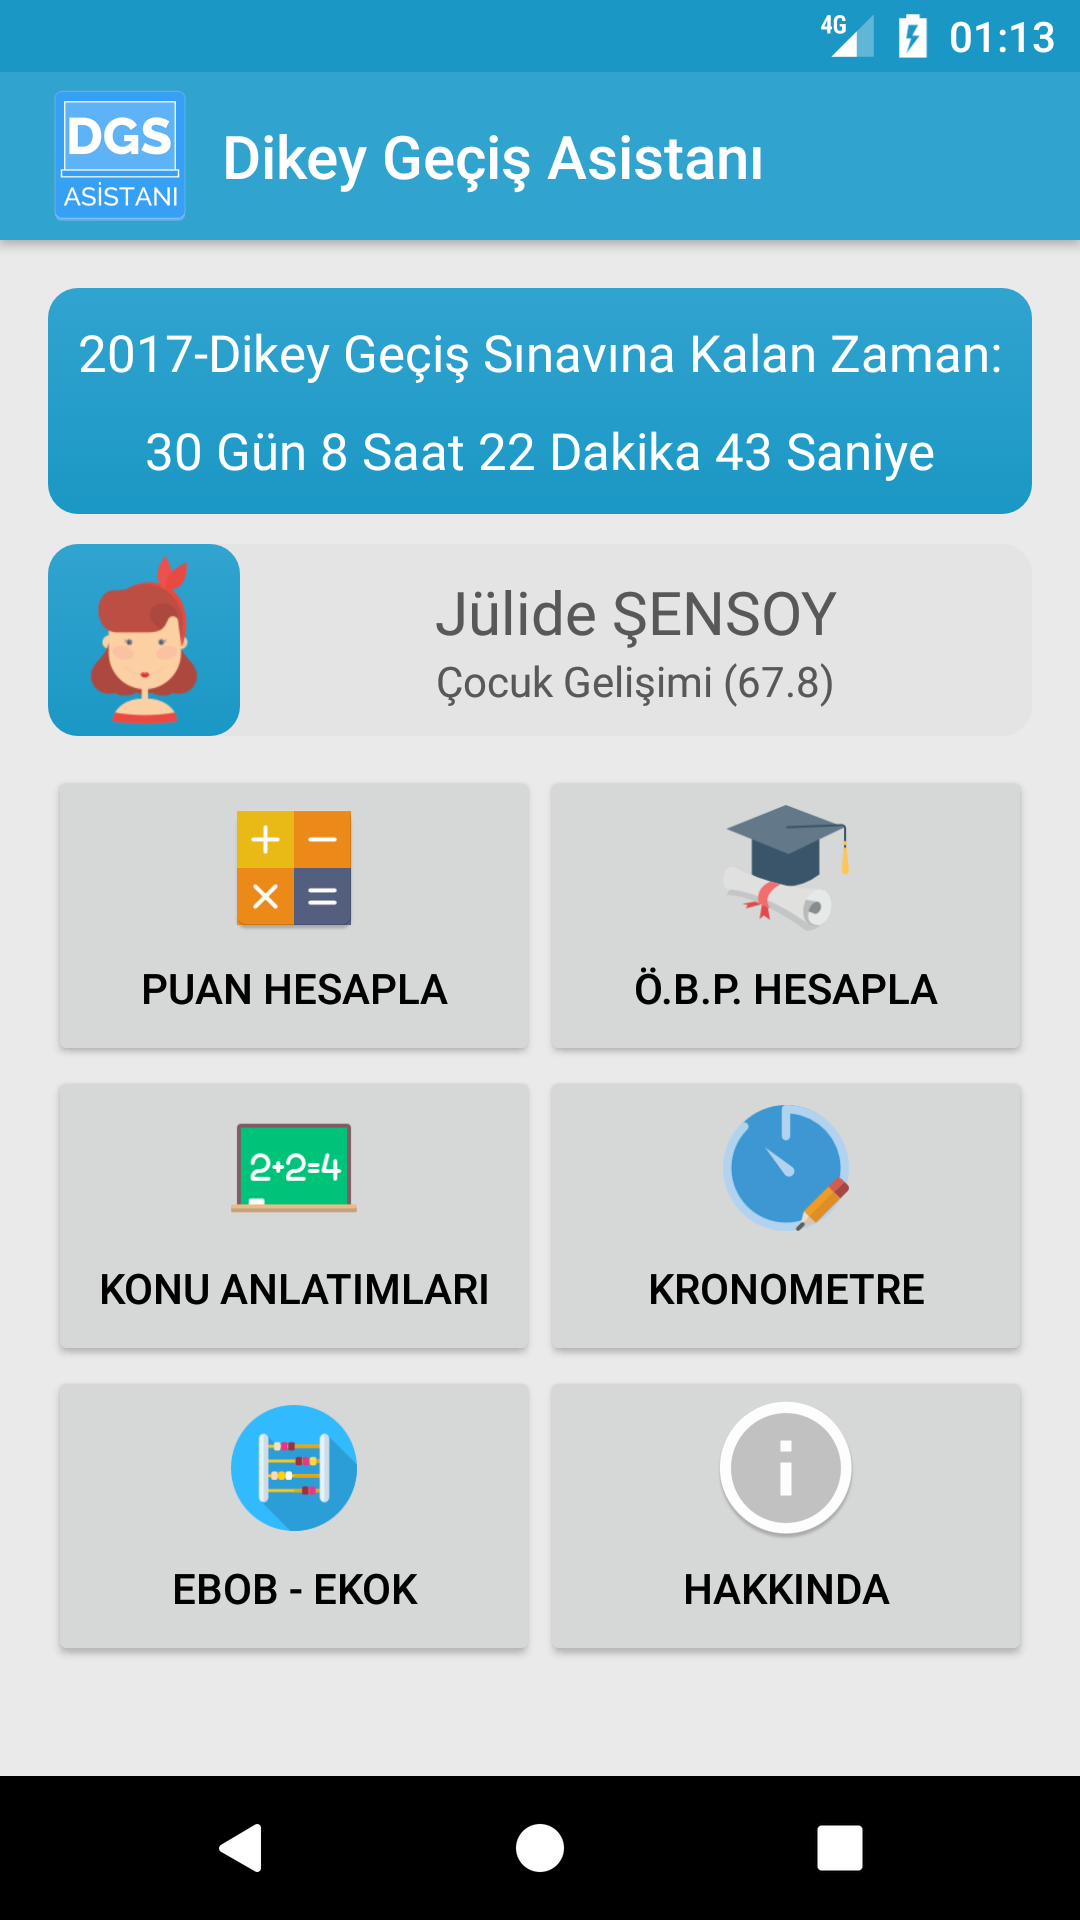 4G 01:13
DGS
ASİSTANI
Dikey Geçiş Asistanı
2017-Dikey Geçiş Sınavına Kalan Zaman:
30 Gün 8 Saat 22 Dakika 43 Saniye
Jülide ŞENSOY
Çocuk Gelişimi (67.8)
PUAN HESAPLA
Ö.B.P. HESAPLA
2+2=4
KONU ANLATIMLARI
KRONOMETRE
EBOB - EKOK
HAKKINDA